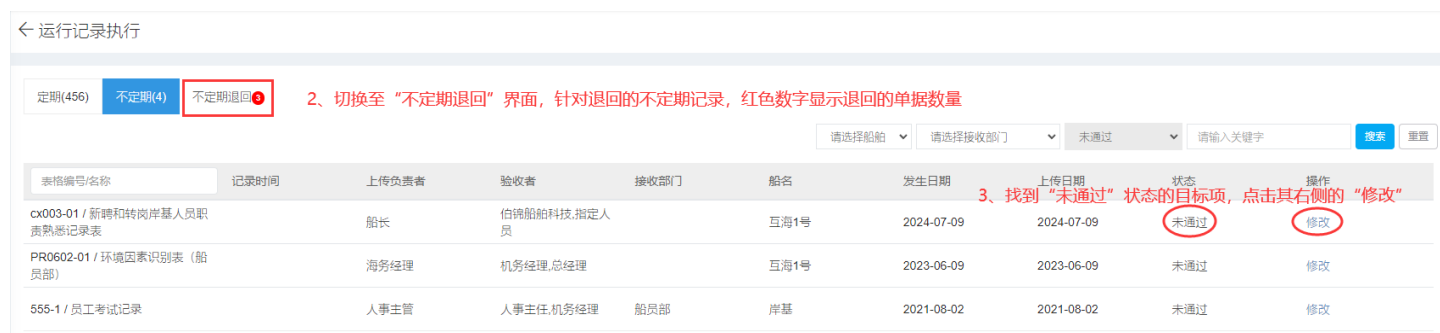 ←运行记录执行
定期(456) 不定期(4) 不定期退回 3 2、切换至“不定期退回”界面，针对退回的不定期记录，红色数字显示退回的单据数量
请选择船舶 请选择接收部门 未通过 请输入关键字 搜索 重置
表格编号/名称 记录时间 上传负责者 验收者 接收部门 船名 发生日期 上传日期 状态 操作
3、找到“未通过”状态的目标项，点击其右侧的“修改”
cx003-01 / 新聘和转岗岸基人员职责熟悉记录表 船长 伯锦船舶科技,指定人员 互海1号 2024-07-09 2024-07-09 未通过 修改
PR0602-01 / 环境因素识别表（船员部） 海务经理 机务经理,总经理 互海1号 2023-06-09 2023-06-09 未通过 修改
555-1 / 员工考试记录 人事主管 人事主任,机务经理 船员部 岸基 2021-08-02 2021-08-02 未通过 修改